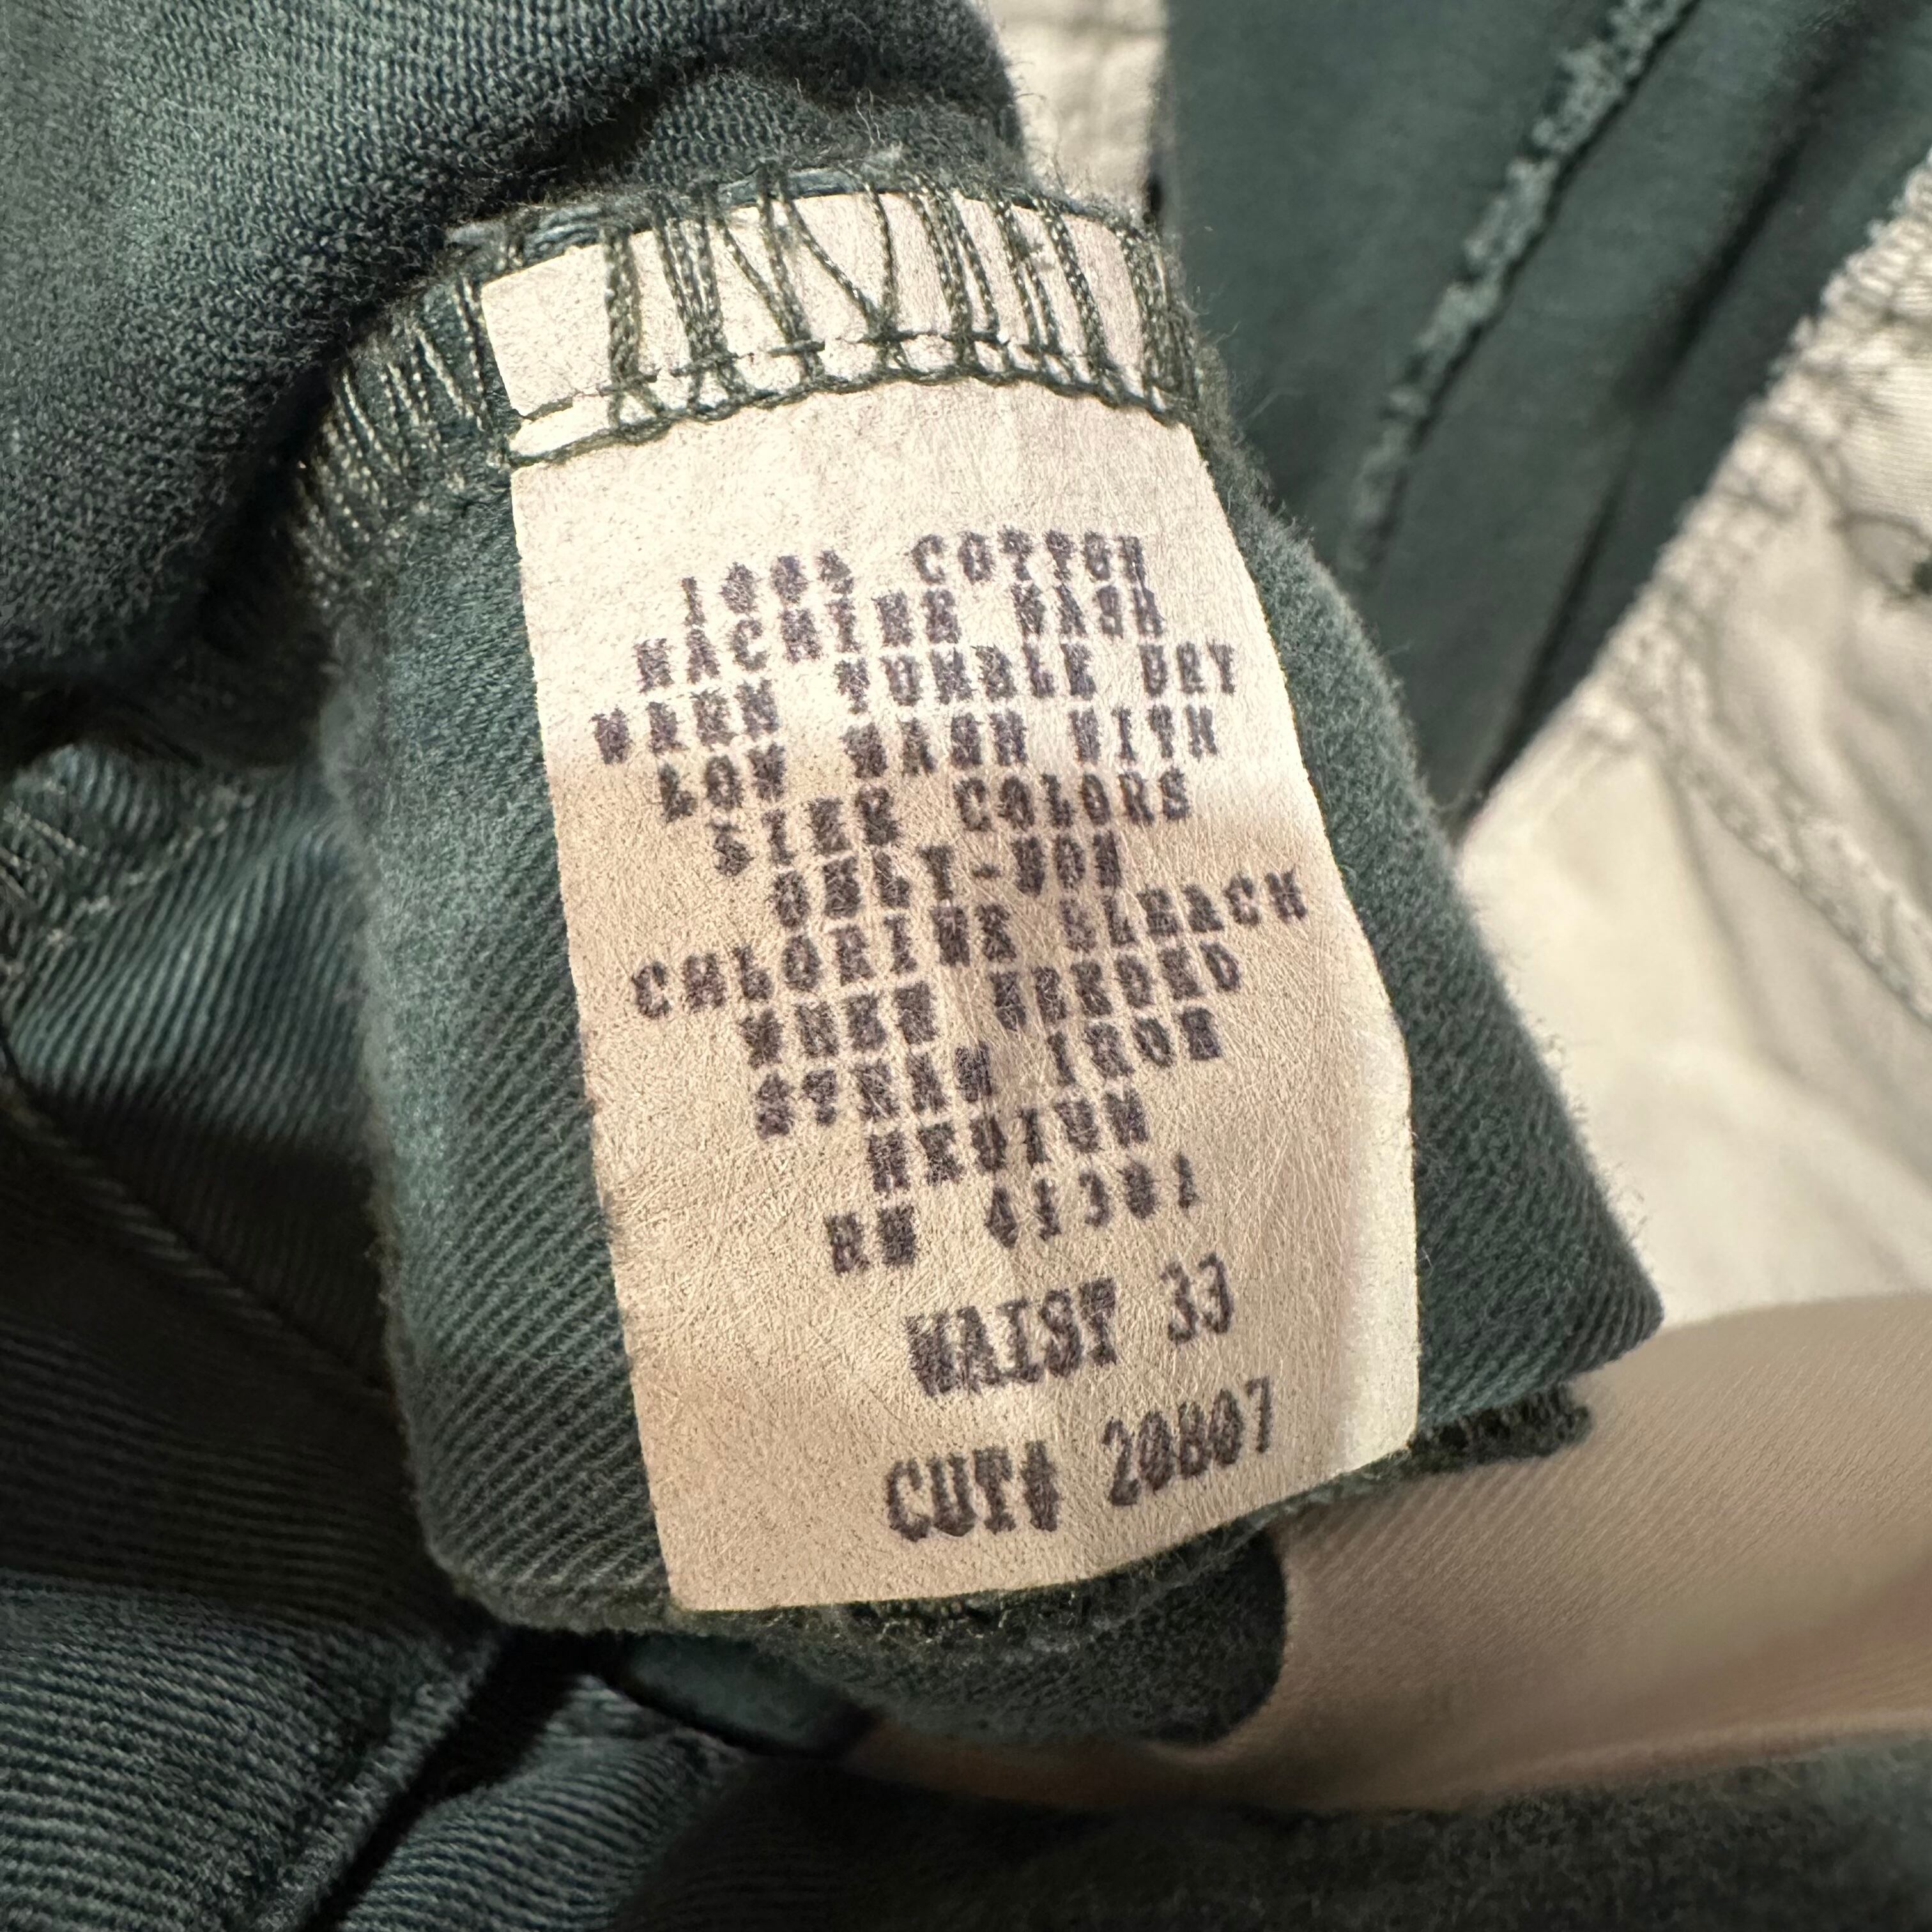 100% COTTON
MACHINE WASH
WARM TUMBLE DRY
LOW WASH WITH
SIMR COLORS
ONLY-NON
CHLORINE BLEACH
WHEN NEEDED
STEAM IRON
MEDIUM
RN 41381
WAIST 33
CUT# 20807